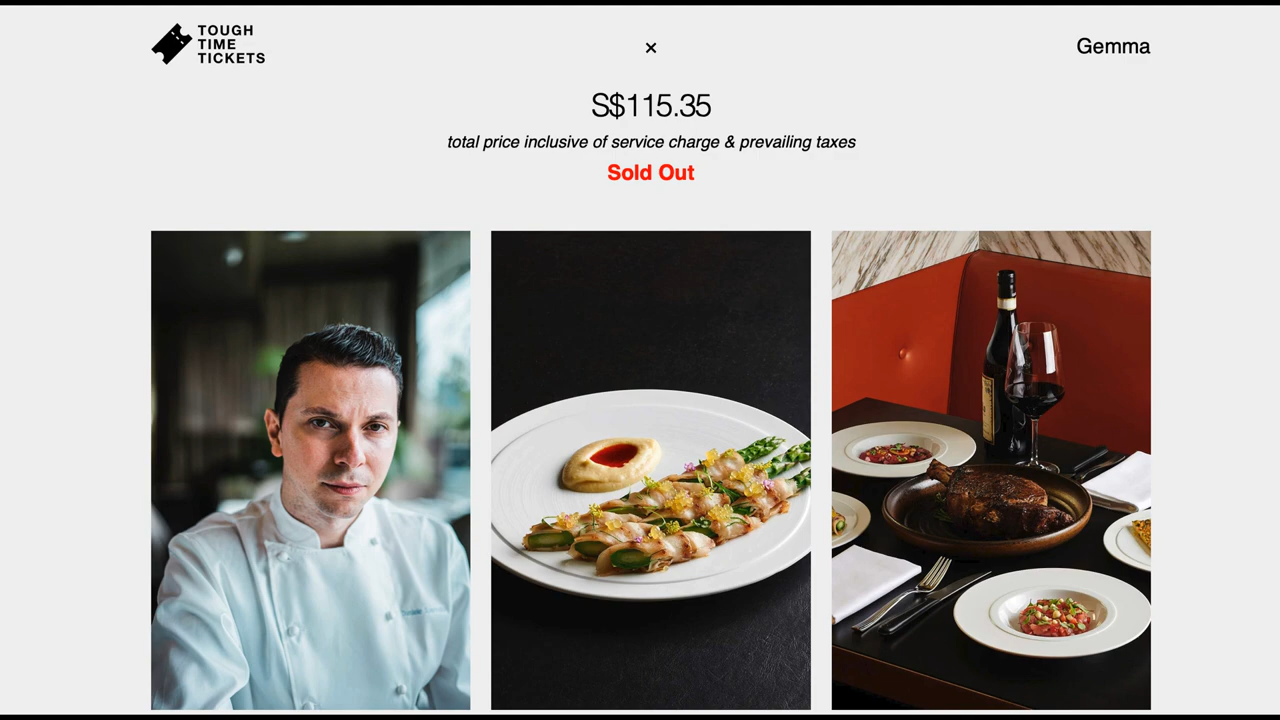 TOUGH
TIME
TICKETS
×
Gemma
S$115.35
total price inclusive of service charge & prevailing taxes
Sold Out